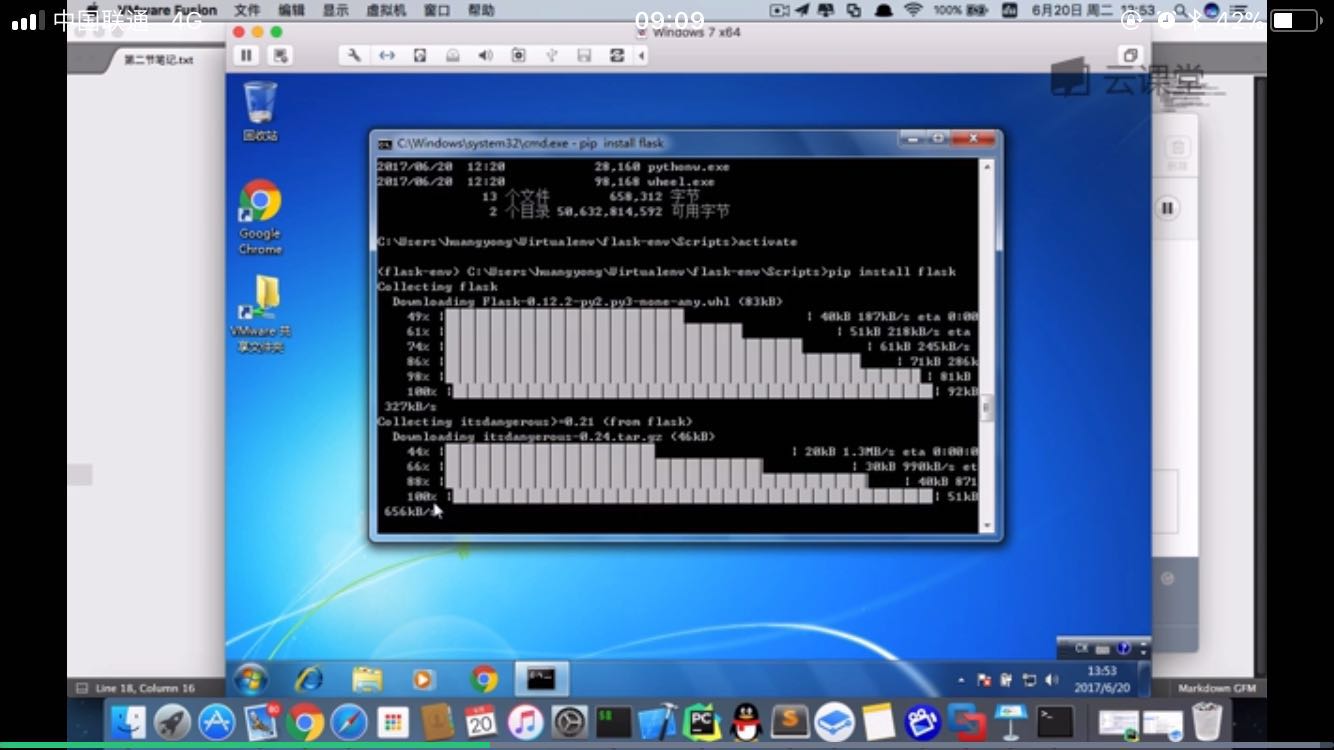 中国联通 4G
09:09
42%
VMware Fusion 文件 编辑 显示 虚拟机 窗口 帮助
100%
6月20日 周二
Windows 7 x64
第二节笔记.txt
云课堂
回收站
Google
Chrome
VMware 共
享文件夹
C:\Windows\system32\cmd.exe - pip install flask
2017/06/20 12:20 28,160 pythonw.exe
2017/06/20 12:20 98,168 wheel.exe
13 个文件 658,312 字节
2 个目录 50,632,814,592 可用字节
C:\Users\huangyong\Virtualenv\flask-env\Scripts>activate
(flask-env) C:\Users\huangyong\Virtualenv\flask-env\Scripts>pip install flask
Collecting flask
Downloading Flask-0.12.2-py2.py3-none-any.whl (83kB)
49% | | 40kB 187kB/s eta 0:00
61% | | 51kB 218kB/s eta
74% | | 61kB 245kB/s
86% | | 71kB 286k
98% | | 81kB
100% | | 92kB
327kB/s
Collecting itsdangerous>=0.21 (from flask)
Downloading itsdangerous-0.24.tar.gz (46kB)
44% | | 20kB 1.3MB/s eta 0:00:0
66% | | 30kB 990kB/s et
88% | | 40kB 871
100% | | 51kB
656kB/s
CH
13:53
2017/6/20
Line 18, Column 16
Markdown GFM
20
PC